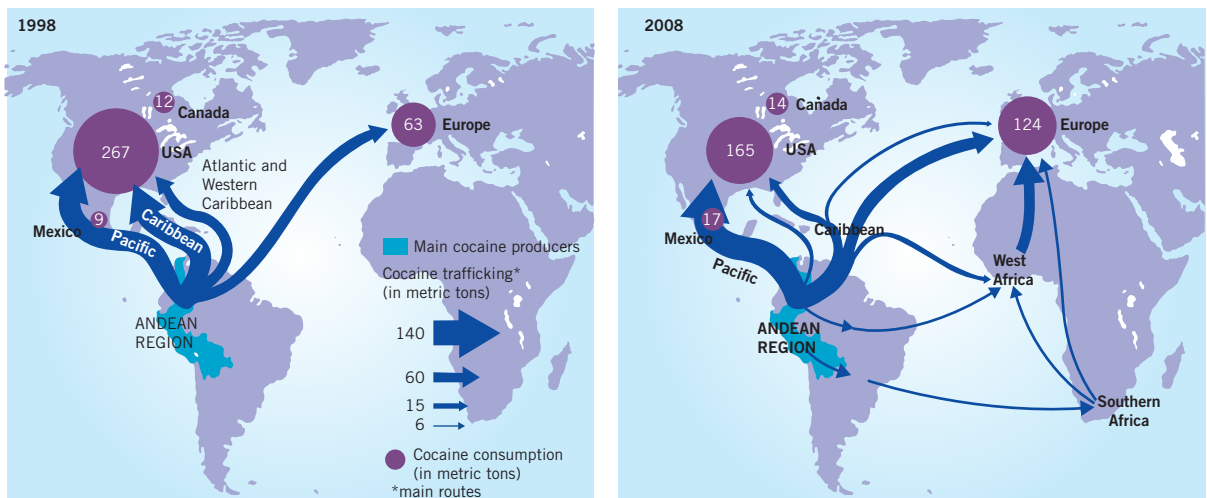 1998
12
Canada
267
USA
63
Europe
Atlantic and
Western
Caribbean
9
Mexico
Pacific
Caribbean
ANDEAN
REGION
Main cocaine producers
Cocaine trafficking*
(in metric tons)
140
60
15
6
Cocaine consumption
(in metric tons)
*main routes
2008
14
Canada
165
USA
124
Europe
17
Mexico
Pacific
Caribbean
West
Africa
ANDEAN
REGION
Southern
Africa